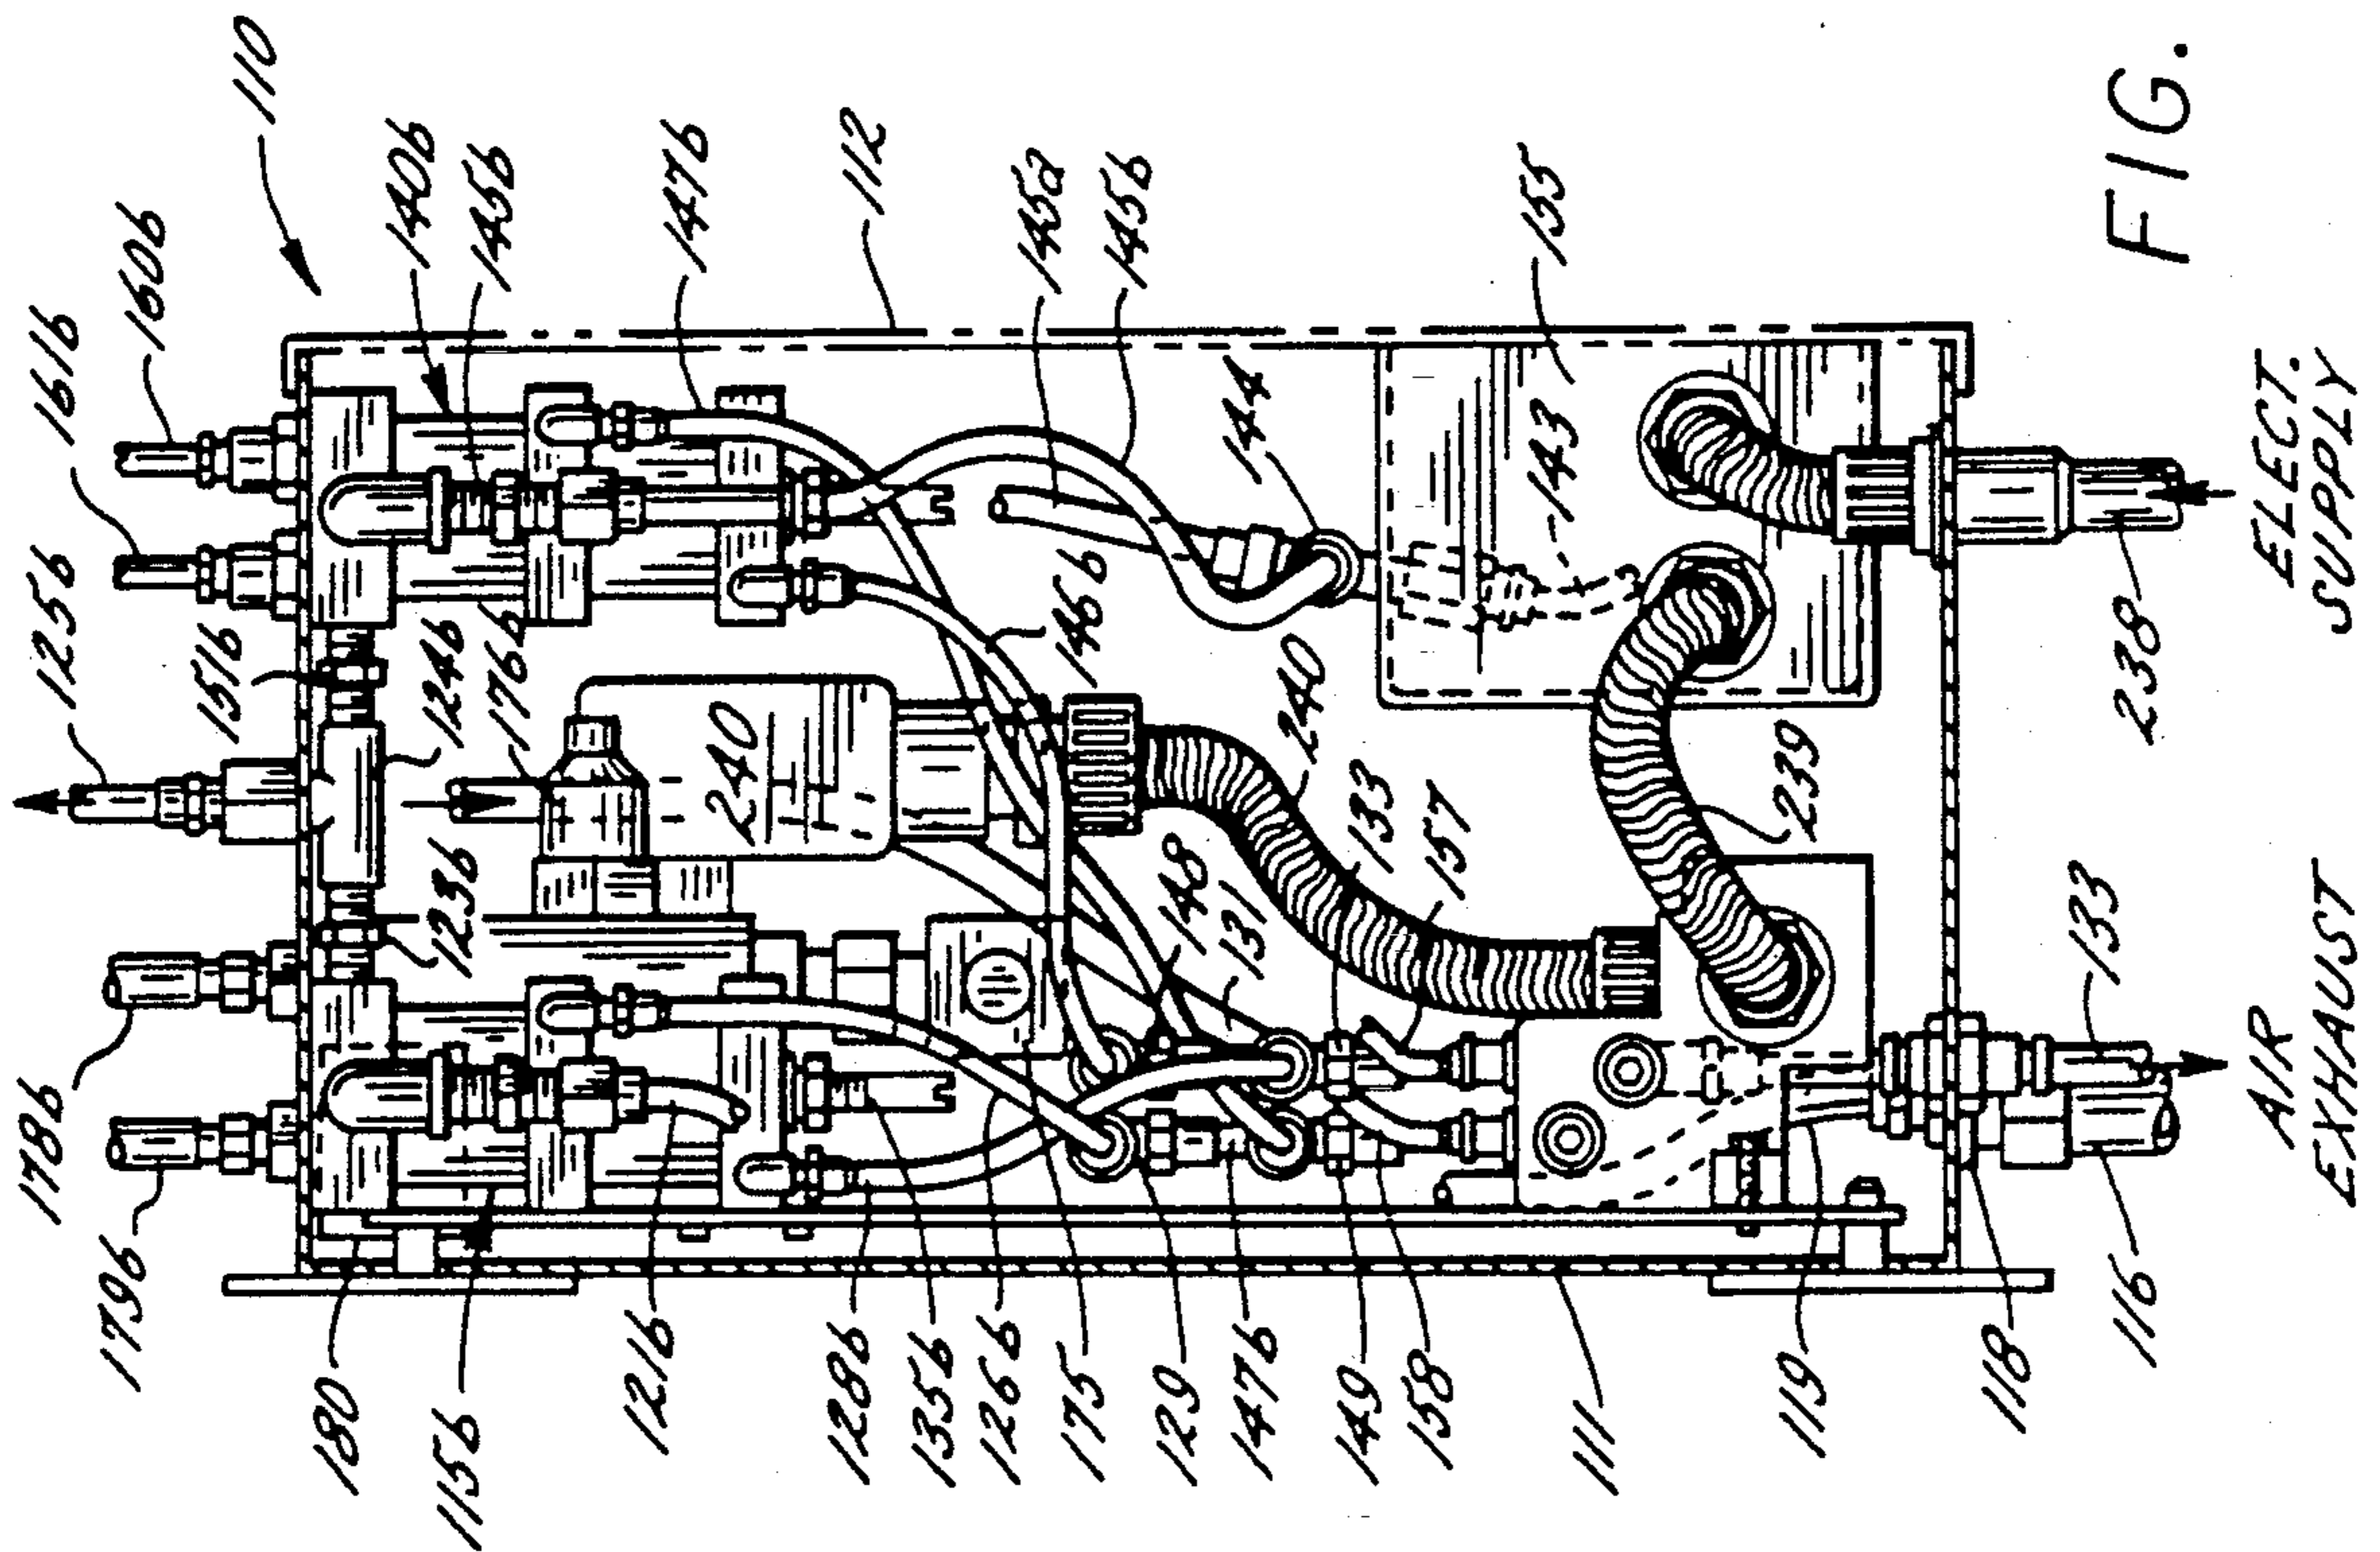 110
160b
161b
125b
178b
179b
140b
145b
147b
112
145a
145b
155
151b
124b
176b
123b
144
143
146b
240
240
133
157
148
131
239
238
ELECT.
SUPPLY
FIG.
133
AIR
EXHAUST
180
115b
121b
128b
135b
126b
175
129
147b
149
158
111
119
118
116